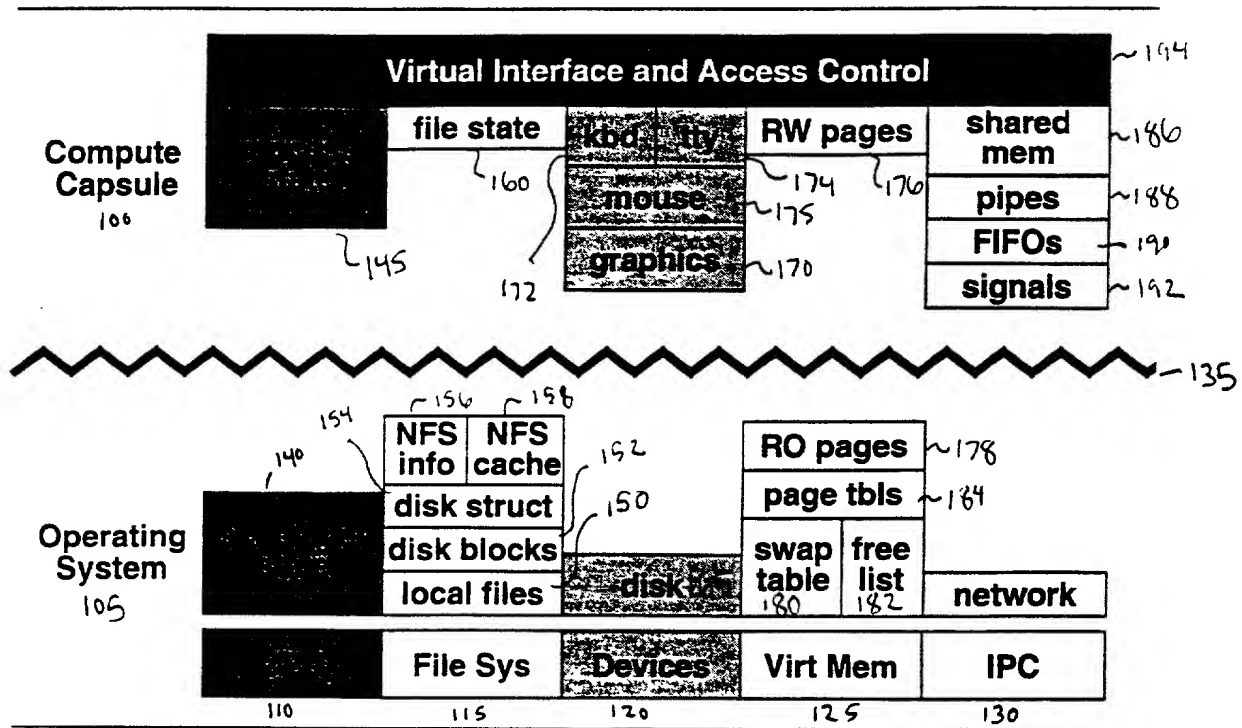 Virtual Interface and Access Control
194
Compute
Capsule
100
145
file state
160
kbd
tty
172
174
mouse
175
graphics
170
RW pages
176
shared
mem
186
pipes
188
FIFOs
190
signals
192
135
Operating
System
105
140
154
156
158
NFS
info
NFS
cache
152
disk struct
150
disk blocks
local files
disk
RO pages
178
page tbls
184
swap
table
180
free
list
182
network
File Sys
Devices
Virt Mem
IPC
110
115
120
125
130